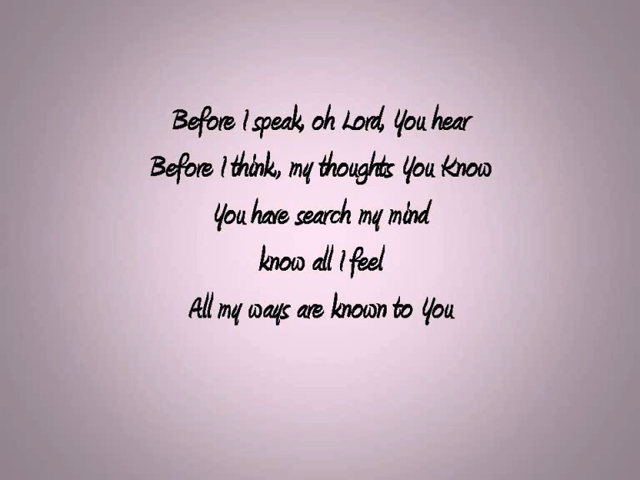 Before I speak, oh Lord, You hear
Before I think,, my thoughts You Know
You have search my mind
know all I feel
All my ways are known to You